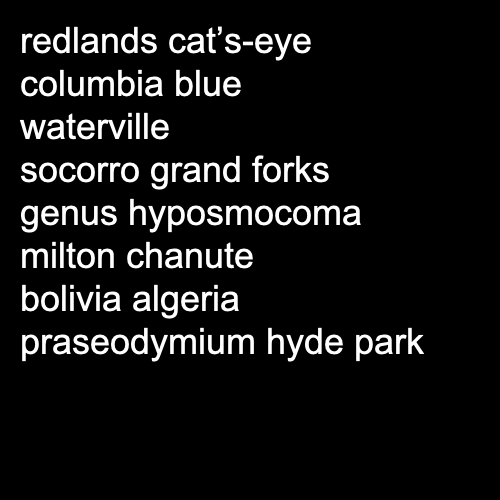 redlands cat’s-eye
columbia blue
waterville
socorro grand forks
genus hyposmocoma
milton chanute
bolivia algeria
praseodymium hyde park